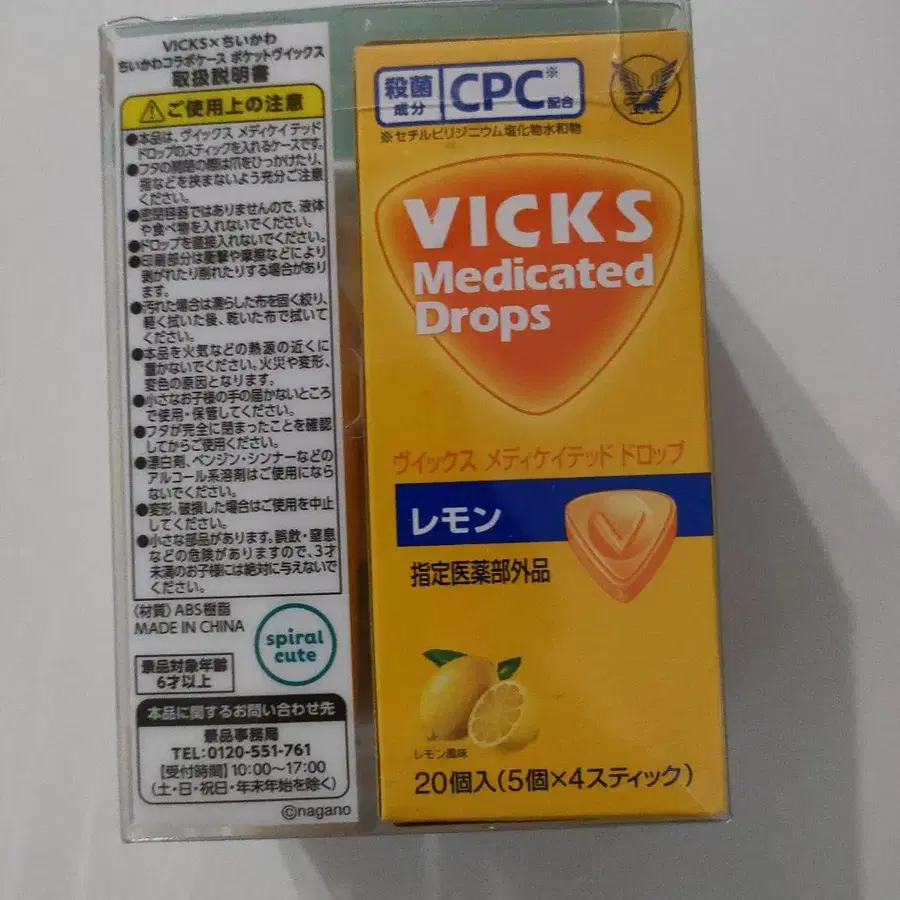 VICKS×ちいかわ
ちいかわコラボケース ポケットヴイックス
取扱説明書
ご使用上の注意
●本品は、ヴイックス メディケイテッド
ドロップのスティックを入れるケースです。
●フタの開閉の際は爪をひっかけたり、
指などを挟まないよう充分ご注意
ください。
●密閉容器ではありませんので、液体
や食べ物を入れないでください。
●ドロップを直接入れないでください。
●印刷部分は衝撃や摩擦などにより
剥がれたり削れたりする場合があり
ます。
●汚れた場合は濡らした布を固く絞り、
軽く拭いた後、乾いた布で拭いて
ください。
●本品を火気などの熱源の近くに
置かないでください。火災や変形、
変色の原因となります。
●小さなお子様の手の届かないところ
で使用・保管してください。
●フタが完全に閉まったことを確認
してからご使用ください。
●漂白剤、ベンジン・シンナーなどの
アルコール系溶剤はご使用になら
ないでください。
●変形、破損した場合はご使用を中止
してください。
●小さな部品があります。誤飲・窒息
などの危険がありますので、3才
未満のお子様には絶対に与えないで
ください。
〈材質〉ABS樹脂
MADE IN CHINA
spiral
cute
景品対象年齢
6才以上
本品に関するお問い合わせ先
景品事務局
TEL:0120-551-761
【受付時間】10:00〜17:00
(土・日・祝日・年末年始を除く)
©nagano
殺菌
成分
CPC※
配合
※セチルピリジニウム塩化物水和物
VICKS
Medicated
Drops
ヴイックス メディケイテッド ドロップ
レモン
指定医薬部外品
V
レモン風味
20個入(5個×4スティック)